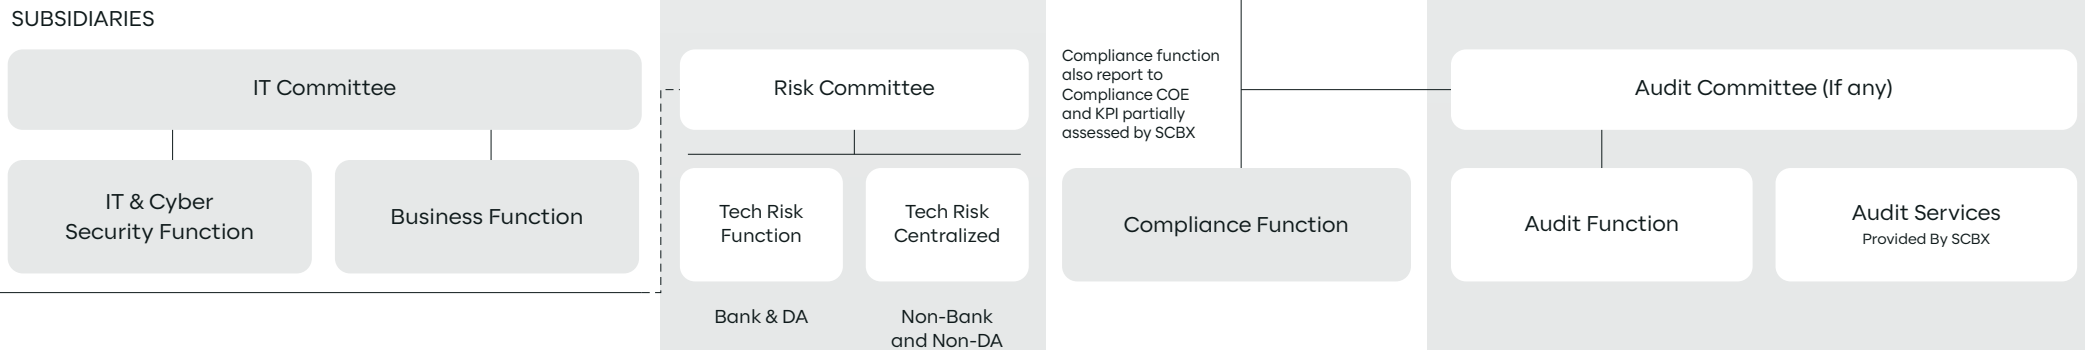 SUBSIDIARIES
IT Committee
IT & Cyber
Security Function
Business Function
Risk Committee
Tech Risk
Function
Tech Risk
Centralized
Bank & DA
Non-Bank
and Non-DA
Compliance function
also report to
Compliance COE
and KPI partially
assessed by SCBX
Compliance Function
Audit Committee (If any)
Audit Function
Audit Services
Provided By SCBX